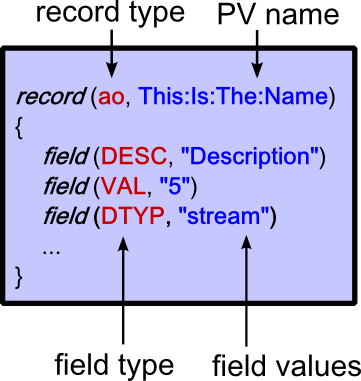 record type PV name
record (ao, This:Is:The:Name)
{
field (DESC, "Description")
field (VAL, "5")
field (DTYP, "stream")
...
}
field type field values